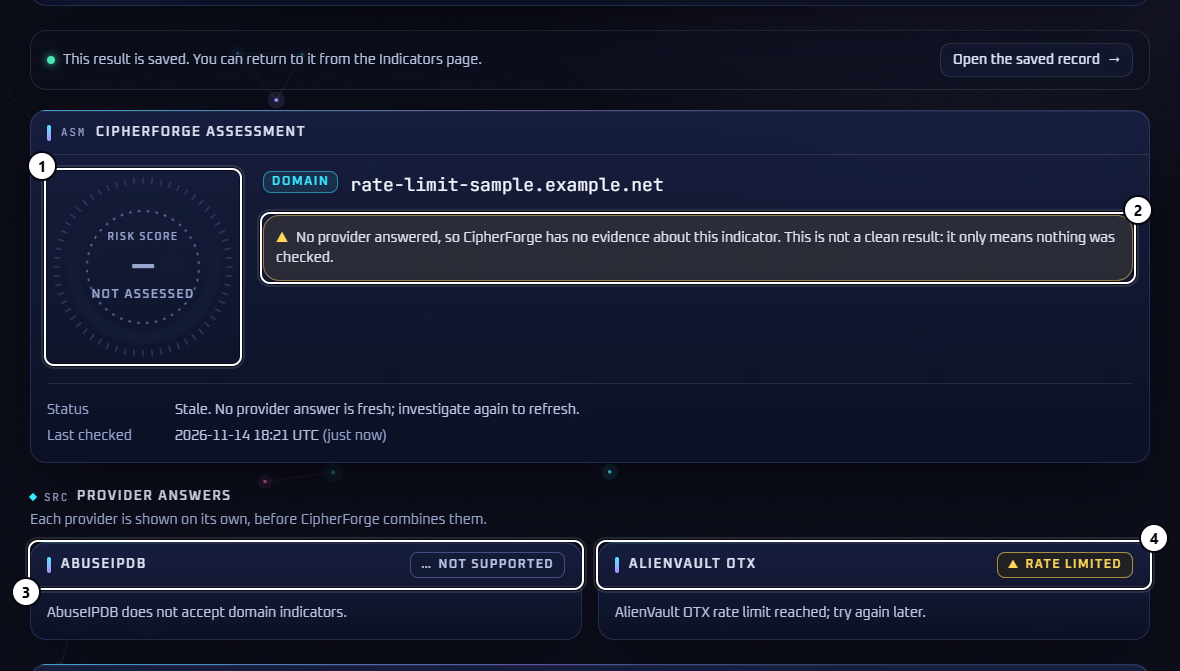 This result is saved. You can return to it from the Indicators page.
Open the saved record →
ASM CIPHERFORGE ASSESSMENT
1
RISK SCORE
—
NOT ASSESSED
DOMAIN rate-limit-sample.example.net
2
▲ No provider answered, so CipherForge has no evidence about this indicator. This is not a clean result: it only means nothing was
checked.
Status Stale. No provider answer is fresh; investigate again to refresh.
Last checked 2026-11-14 18:21 UTC (just now)
◆ SRC PROVIDER ANSWERS
Each provider is shown on its own, before CipherForge combines them.
3
ABUSEIPDB … NOT SUPPORTED
AbuseIPDB does not accept domain indicators.
4
ALIENVAULT OTX ▲ RATE LIMITED
AlienVault OTX rate limit reached; try again later.